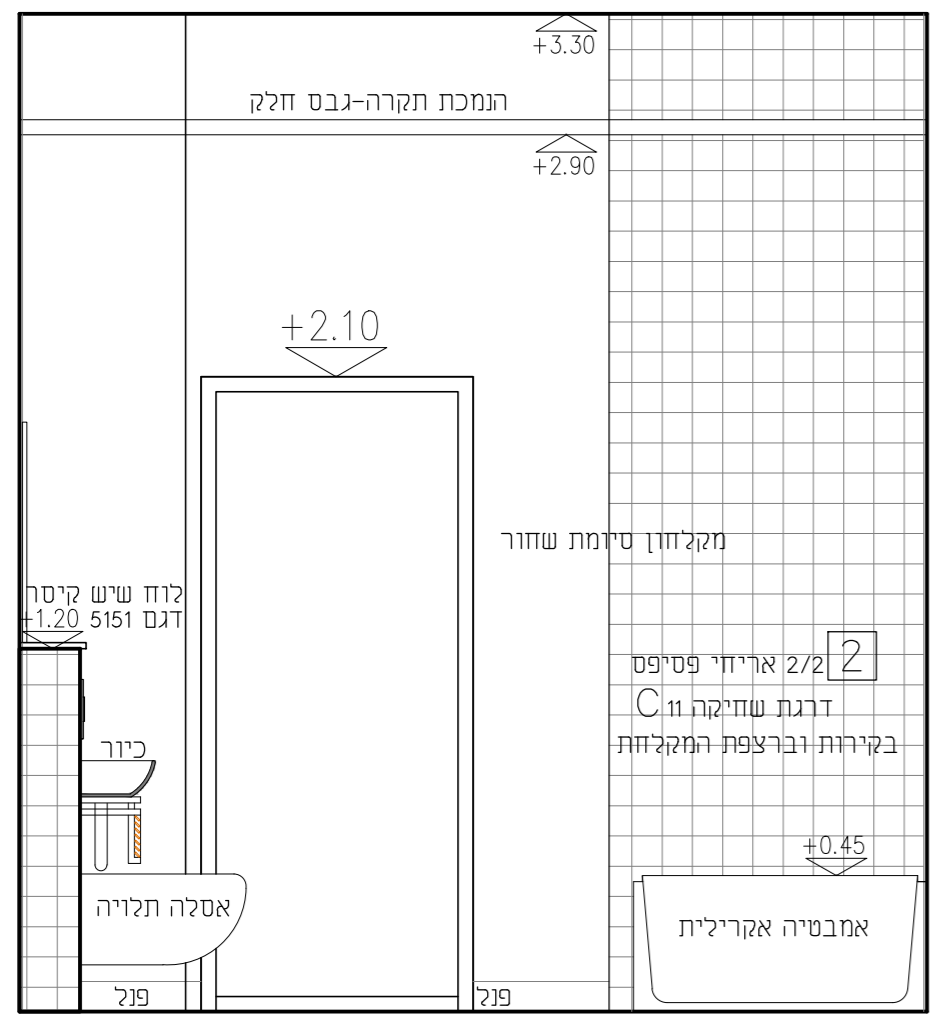 +3.30
הנמכת תקרה-גבס חלק
+2.90
+2.10
מקלחון סיומת שחור
לוח שיש קיסר
דגם 5151 +1.20
2
2/2 אריחי פסיפס
דרגת שחיקה 11 C
בקירות וברצפת המקלחת
כיור
+0.45
אסלה תלויה
אמבטיה אקרילית
פנל
פנל